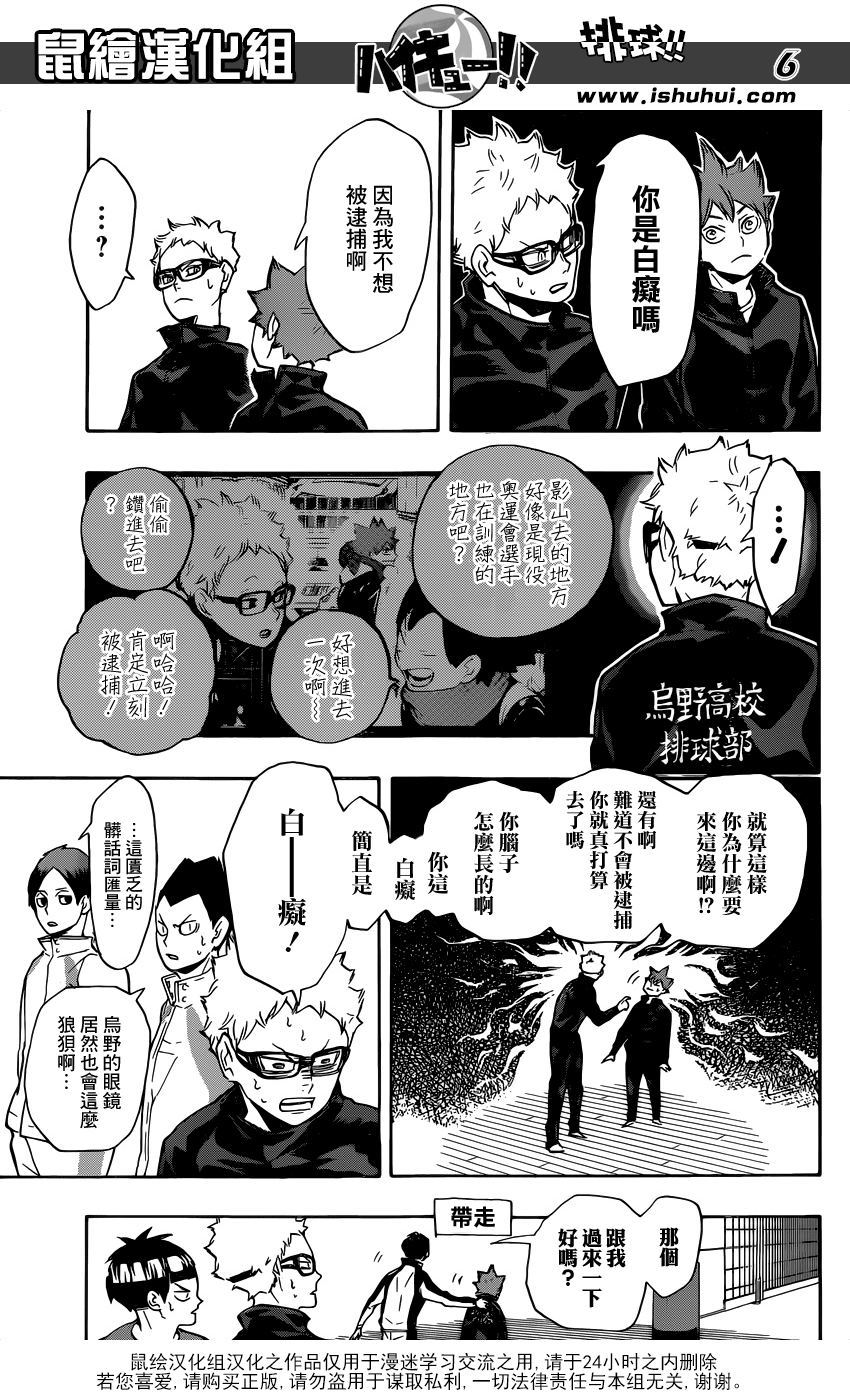 鼠繪漢化組
ハイキュー!!
排球!!
6
www.ishuhui.com
你是白癡嗎
因為我不想
被逮捕啊
…?
…!
影山去的地方
好像是現役
奧運會選手
也在訓練的
地方吧?
好想進去
一次啊~
偷偷
鑽進去吧
?
啊哈哈!
肯定立刻
被逮捕!
烏野高校
排球部
就算這樣
你為什麼要
來這邊啊!?
還有啊
難道不會被逮捕
你就真打算
去了嗎
你腦子
怎麼長的啊
你這
白癡
簡直是
白——癡!
…這匱乏的
髒話詞匯量…
烏野的眼鏡
居然也會這麼
狼狽啊…
那個
跟我
過來一下
好嗎?
帶走
鼠绘汉化组汉化之作品仅用于漫迷学习交流之用,请于24小时之内删除
若您喜爱,请购买正版,请勿盗用于谋取私利,一切法律责任与本组无关,谢谢。